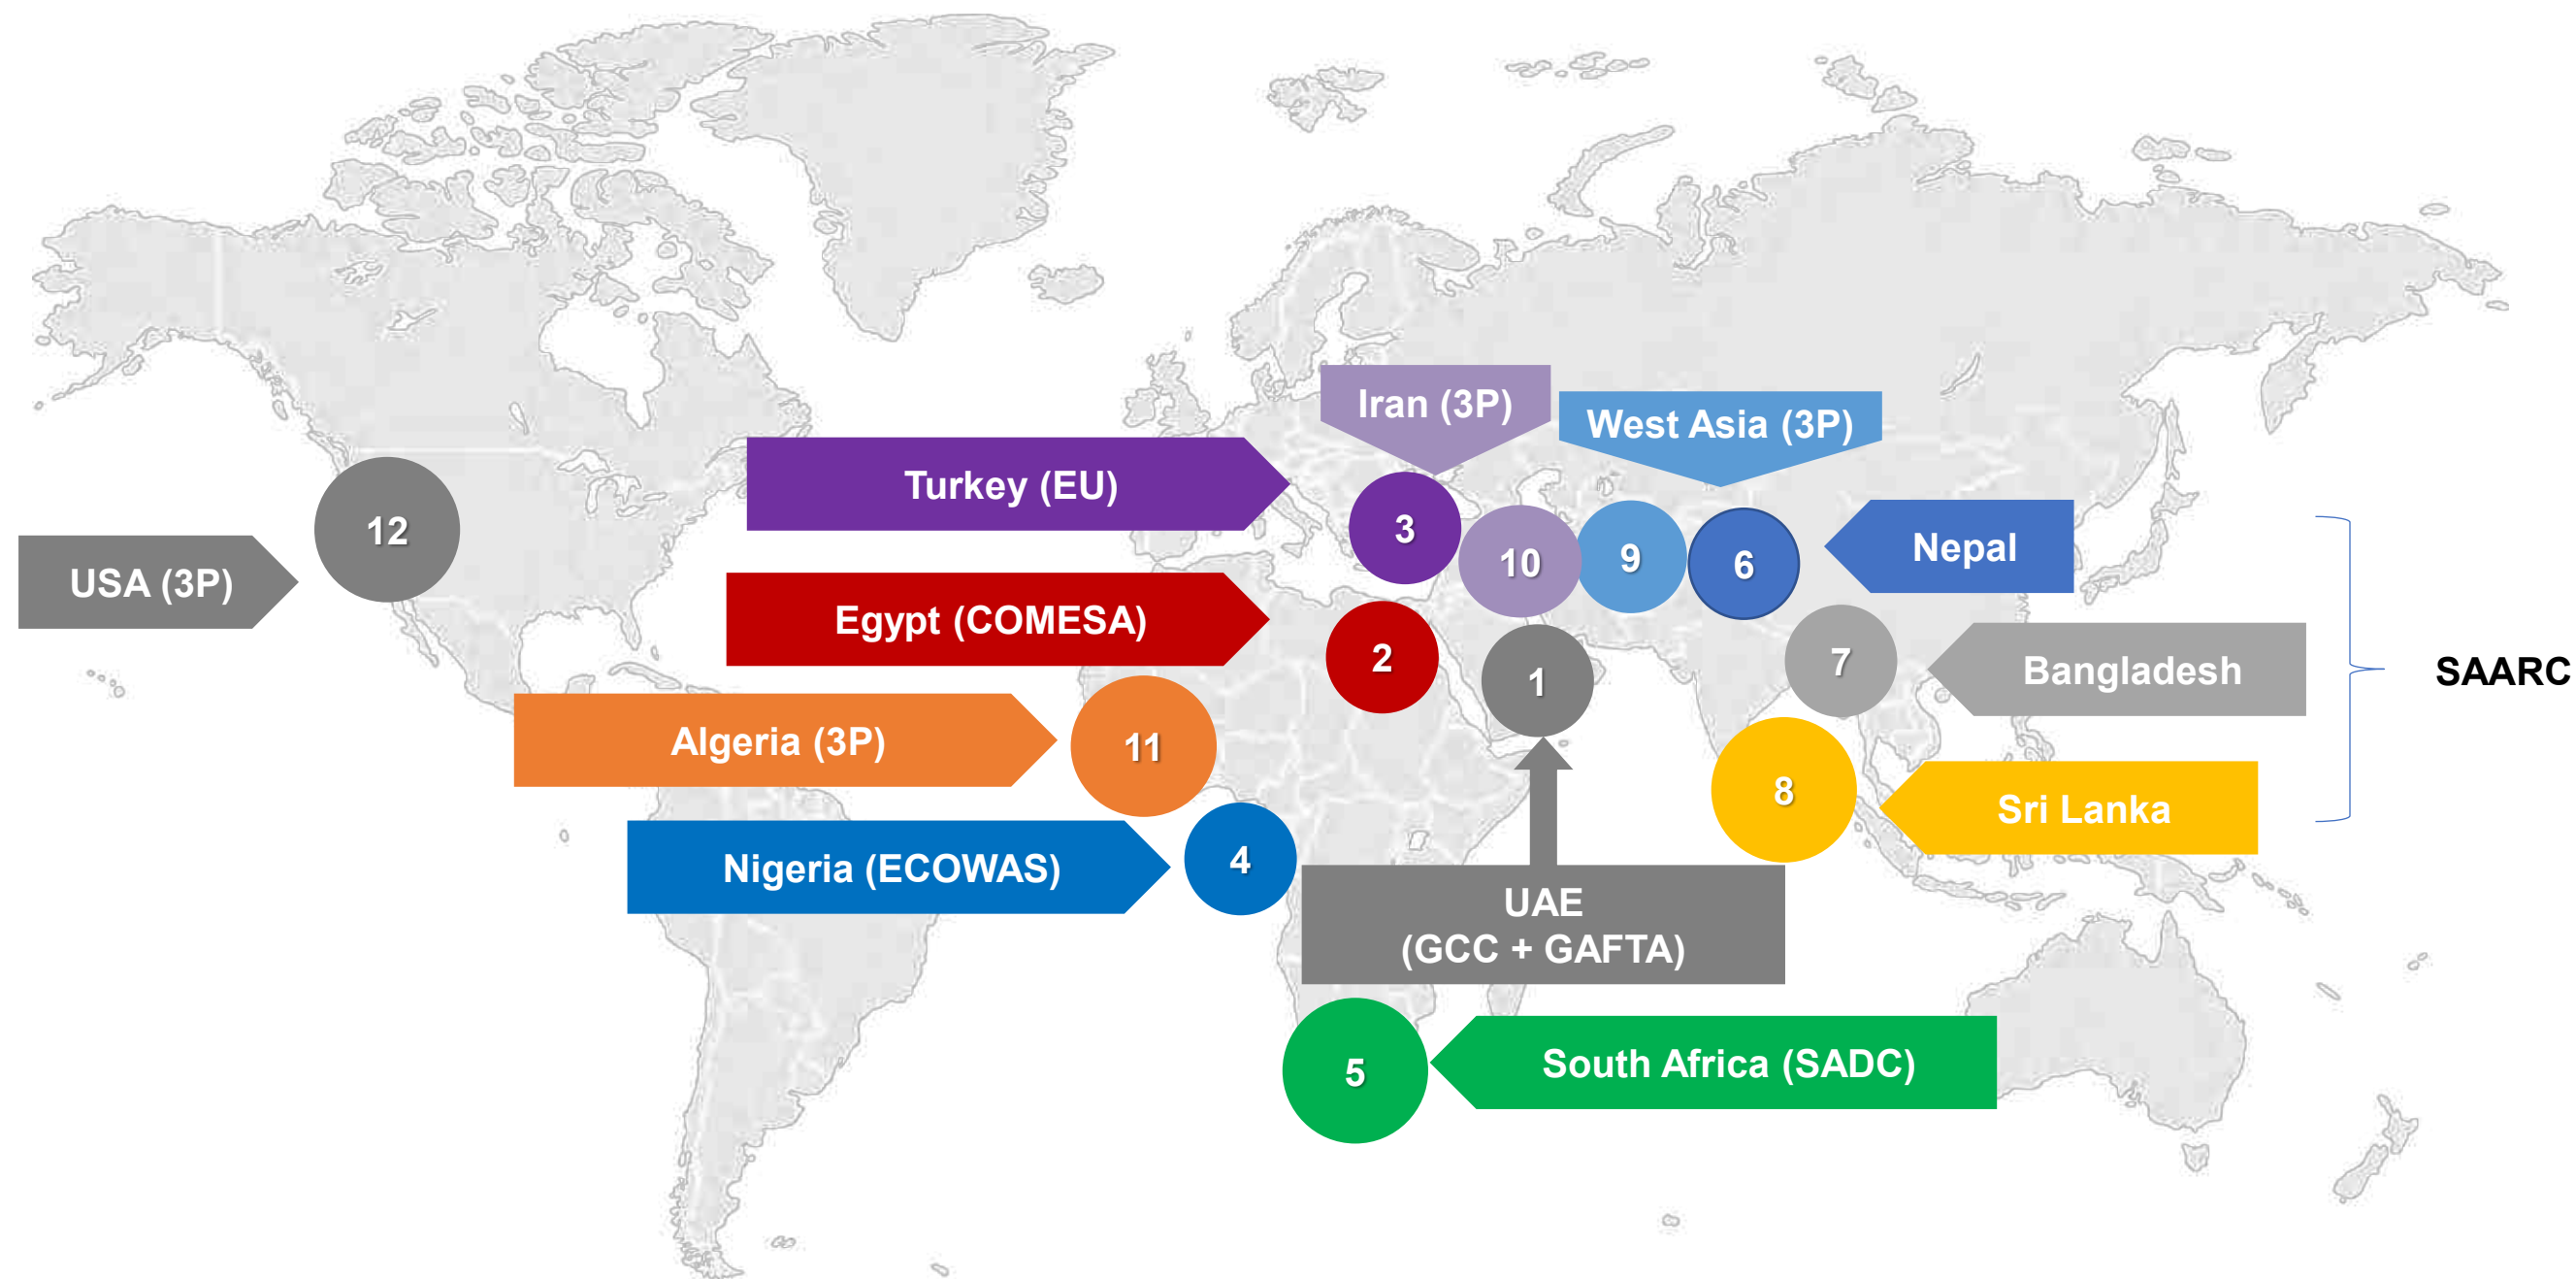 Iran (3P)
West Asia (3P)
Turkey (EU)
3
12
USA (3P)
10
9
6
Nepal
Egypt (COMESA)
2
1
7
Bangladesh
SAARC
Algeria (3P)
11
8
Sri Lanka
Nigeria (ECOWAS)
4
UAE
(GCC + GAFTA)
5
South Africa (SADC)